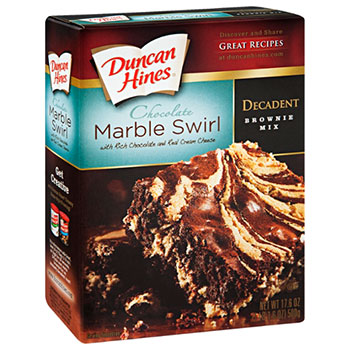 Discover and Share
GREAT RECIPES
at duncanhines.com
Duncan
Hines
Chocolate
Marble Swirl
with Rich Chocolate and Real Cream Cheese
DECADENT
BROWNIE
MIX
Get
Creative
NET WT 17.6 OZ